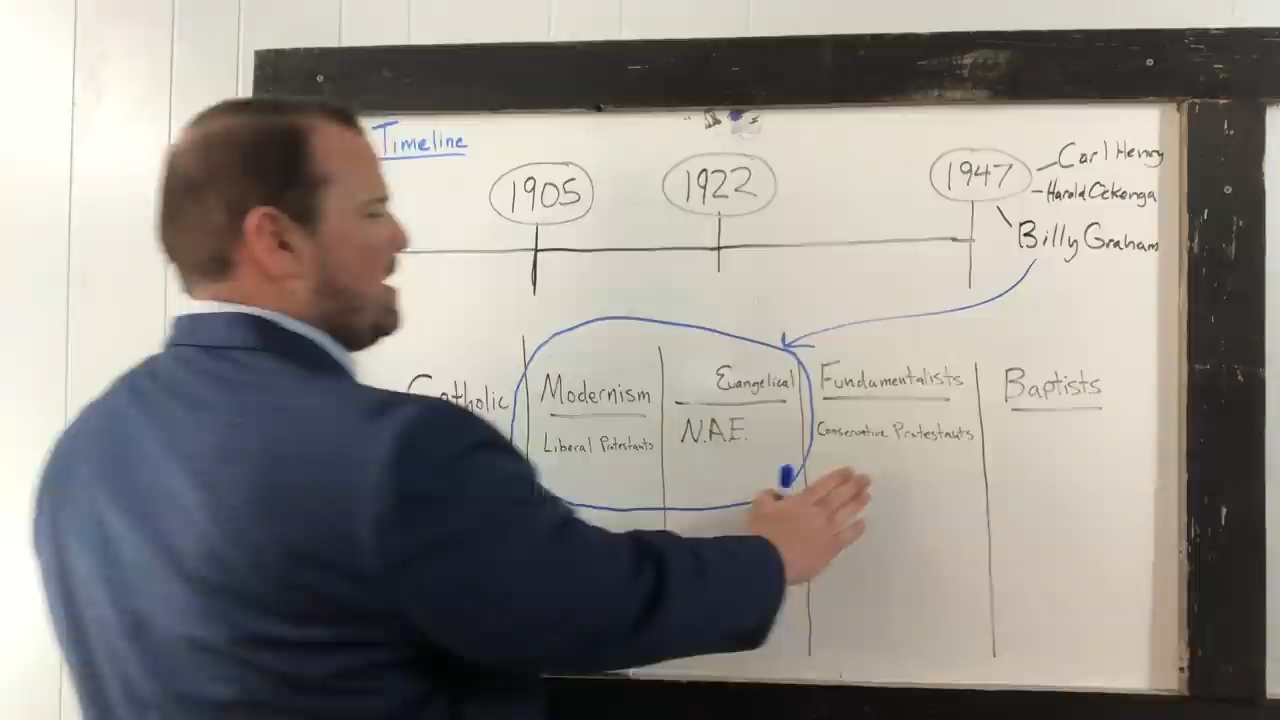 Timeline
1905
1922
1947
Carl Henry
Harold Ockenga
Billy Graham
Catholic
Modernism
Liberal Protestants
Evangelical
N.A.E.
Fundamentalists
Conservative Protestants
Baptists